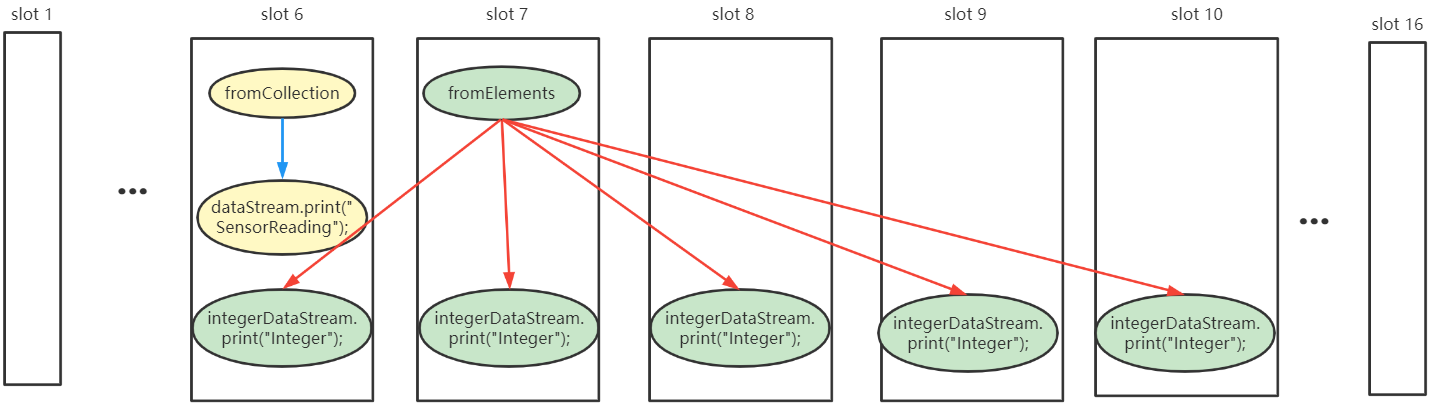 slot 1
slot 6
slot 7
slot 8
slot 9
slot 10
slot 16
fromCollection
fromElements
...
dataStream.print("
SensorReading");
...
integerDataStream.
print("Integer");
integerDataStream.
print("Integer");
integerDataStream.
print("Integer");
integerDataStream.
print("Integer");
integerDataStream.
print("Integer");